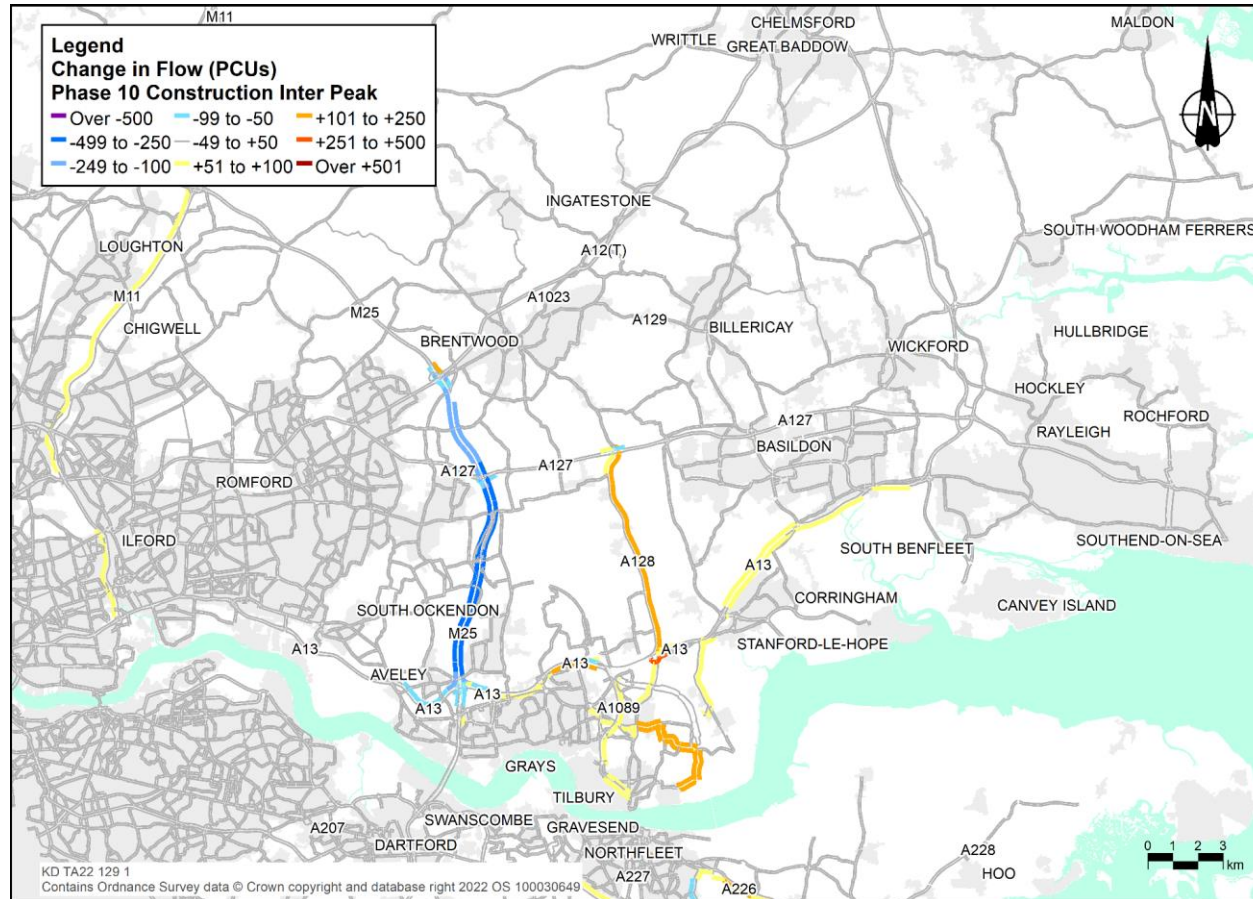 M11
CHELMSFORD
MALDON
WRITTLE
GREAT BADDOW
Legend
Change in Flow (PCUs)
Phase 10 Construction Inter Peak
Over -500 -99 to -50 +101 to +250
-499 to -250 -49 to +50 +251 to +500
-249 to -100 +51 to +100 Over +501
N
INGATESTONE
SOUTH WOODHAM FERRERS
LOUGHTON
A12(T)
M11
A1023
M25
CHIGWELL
A129
BILLERICAY
HULLBRIDGE
BRENTWOOD
WICKFORD
HOCKLEY
ROCHFORD
A127
RAYLEIGH
BASILDON
A127
A127
ROMFORD
ILFORD
SOUTHEND-ON-SEA
SOUTH BENFLEET
A128
A13
CORRINGHAM
CANVEY ISLAND
SOUTH OCKENDON
M25
STANFORD-LE-HOPE
A13
A13
A13
AVELEY
A13
A13
A1089
GRAYS
TILBURY
SWANSCOMBE
GRAVESEND
A207
DARTFORD
NORTHFLEET
A228
0 1 2 3
km
HOO
A227
A226
KD TA22 129 1
Contains Ordnance Survey data © Crown copyright and database right 2022 OS 100030649